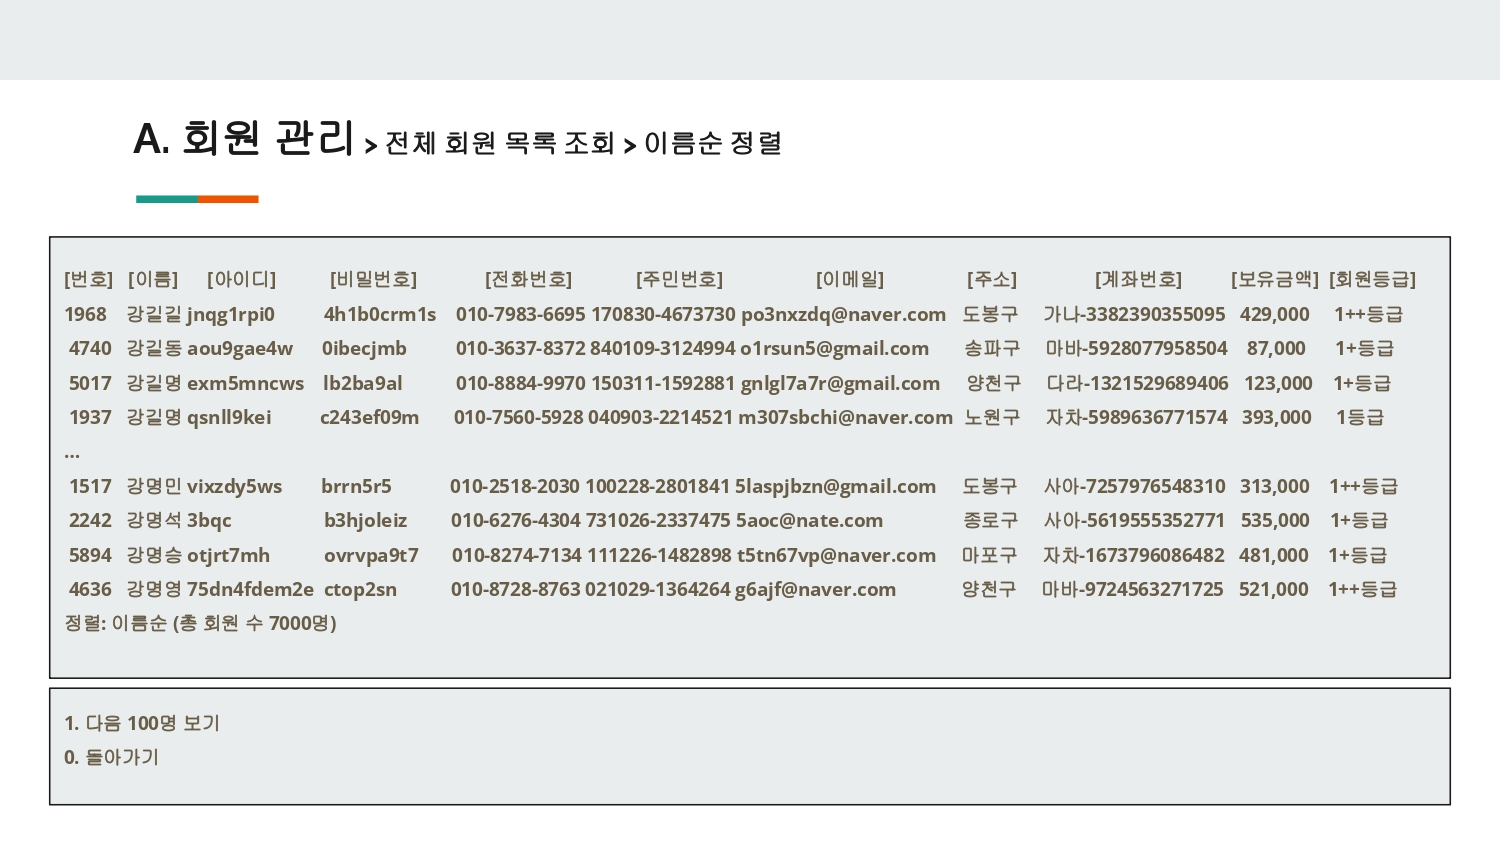 A. 회원 관리 > 전체 회원 목록 조회 > 이름순 정렬
[번호] [이름] [아이디] [비밀번호] [전화번호] [주민번호] [이메일] [주소] [계좌번호] [보유금액] [회원등급]
1968 강길길 jnqg1rpi0 4h1b0crm1s 010-7983-6695 170830-4673730 po3nxzdq@naver.com 도봉구 가나-3382390355095 429,000 1++등급
4740 강길동 aou9gae4w 0ibecjmb 010-3637-8372 840109-3124994 o1rsun5@gmail.com 송파구 마바-5928077958504 87,000 1+등급
5017 강길명 exm5mncws lb2ba9al 010-8884-9970 150311-1592881 gnlgl7a7r@gmail.com 양천구 다라-1321529689406 123,000 1+등급
1937 강길명 qsnll9kei c243ef09m 010-7560-5928 040903-2214521 m307sbchi@naver.com 노원구 자차-5989636771574 393,000 1등급
...
1517 강명민 vixzdy5ws brrn5r5 010-2518-2030 100228-2801841 5laspjbzn@gmail.com 도봉구 사아-7257976548310 313,000 1++등급
2242 강명석 3bqc b3hjoleiz 010-6276-4304 731026-2337475 5aoc@nate.com 종로구 사아-5619555352771 535,000 1+등급
5894 강명승 otjrt7mh ovrvpa9t7 010-8274-7134 111226-1482898 t5tn67vp@naver.com 마포구 자차-1673796086482 481,000 1+등급
4636 강명영 75dn4fdem2e ctop2sn 010-8728-8763 021029-1364264 g6ajf@naver.com 양천구 마바-9724563271725 521,000 1++등급
정렬: 이름순 (총 회원 수 7000명)
1. 다음 100명 보기
0. 돌아가기